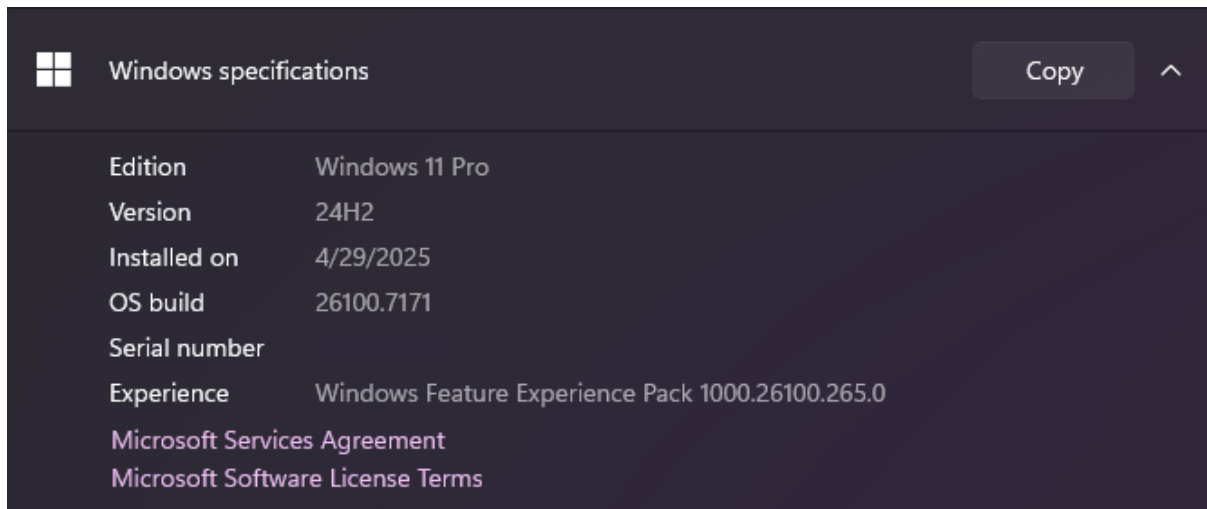 Windows specifications Copy
Edition Windows 11 Pro
Version 24H2
Installed on 4/29/2025
OS build 26100.7171
Serial number
Experience Windows Feature Experience Pack 1000.26100.265.0
Microsoft Services Agreement
Microsoft Software License Terms